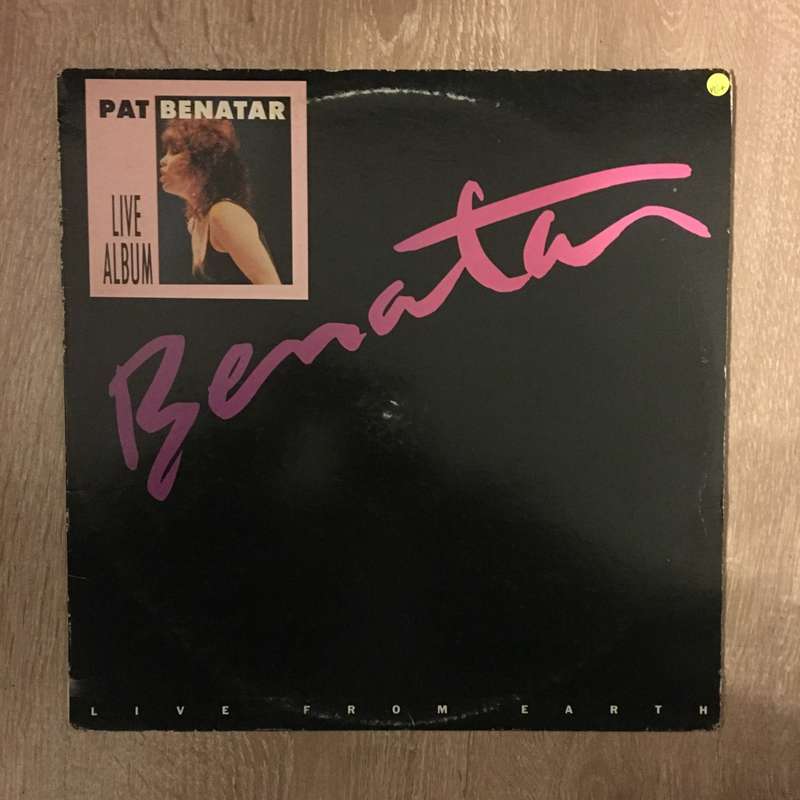 PAT BENATAR
LIVE
ALBUM
Benatar
LIVE FROM EARTH